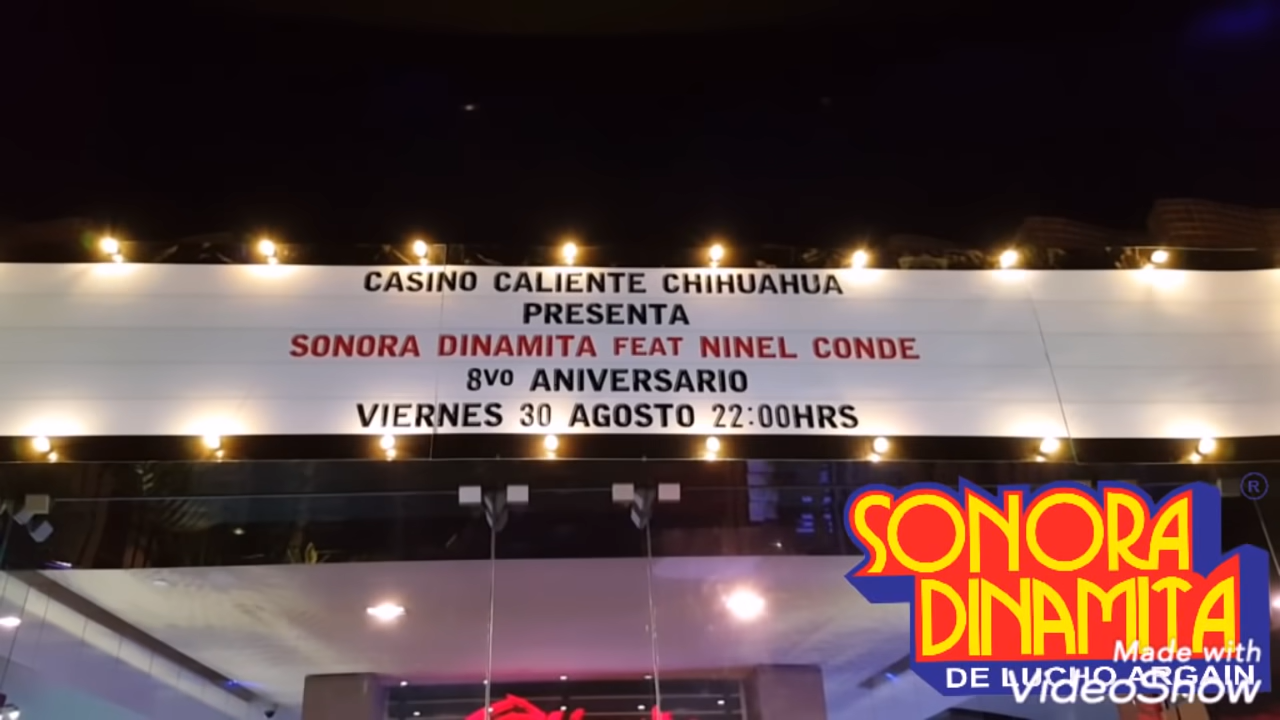 CASINO CALIENTE CHIHUAHUA
PRESENTA
SONORA DINAMITA FEAT NINEL CONDE
8VO ANIVERSARIO
VIERNES 30 AGOSTO 22:00HRS
SONORA ®
DINAMITA
DE LUCHO ARGAIN
Made with
VideoShow